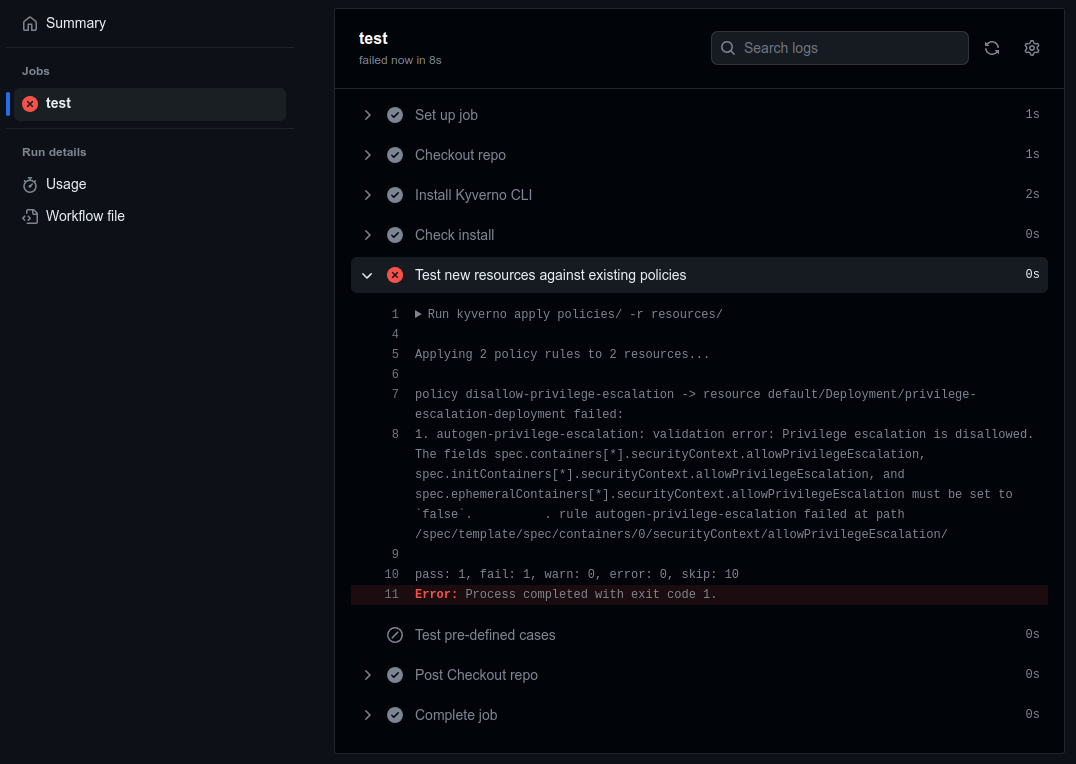 Summary
Jobs
test
Run details
Usage
Workflow file
test
failed now in 8s
Search logs
Set up job 1s
Checkout repo 1s
Install Kyverno CLI 2s
Check install 0s
Test new resources against existing policies 0s
1 Run kyverno apply policies/ -r resources/
4
5 Applying 2 policy rules to 2 resources...
6
7 policy disallow-privilege-escalation -> resource default/Deployment/privilege-
escalation-deployment failed:
8 1. autogen-privilege-escalation: validation error: Privilege escalation is disallowed.
The fields spec.containers[*].securityContext.allowPrivilegeEscalation,
spec.initContainers[*].securityContext.allowPrivilegeEscalation, and
spec.ephemeralContainers[*].securityContext.allowPrivilegeEscalation must be set to
`false`.          . rule autogen-privilege-escalation failed at path
/spec/template/spec/containers/0/securityContext/allowPrivilegeEscalation/
9
10 pass: 1, fail: 1, warn: 0, error: 0, skip: 10
11 Error: Process completed with exit code 1.
Test pre-defined cases 0s
Post Checkout repo 0s
Complete job 0s